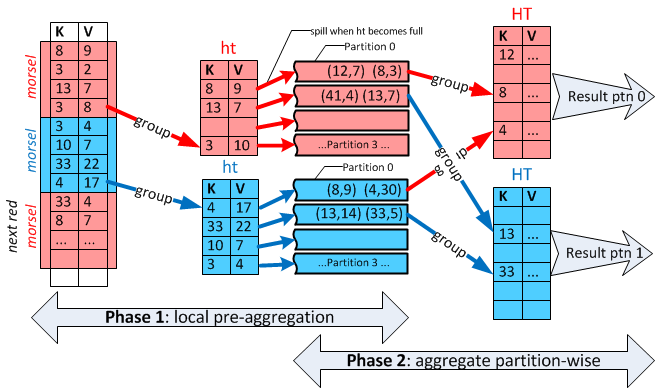 K V
8 9
3 2
13 7
3 8
3 4
10 7
33 22
4 17
33 4
8 7
... ...
morsel
morsel
next red
morsel
group
group
ht
K V
8 9
13 7
3 10
ht
K V
4 17
33 22
10 7
3 4
spill when ht becomes full
Partition 0
(12,7) (8,3)
(41,4) (13,7)
...Partition 3 ...
Partition 0
(8,9) (4,30)
(13,14) (33,5)
...Partition 3 ...
group
group
group
HT
K V
12 ...
8 ...
4 ...
HT
K V
13 ...
33 ...
Result ptn 0
Result ptn 1
Phase 1: local pre-aggregation
Phase 2: aggregate partition-wise